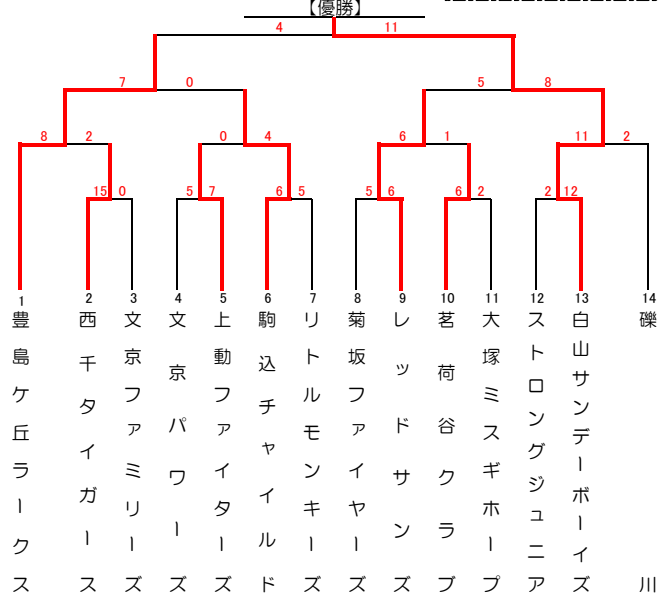 【優勝】
4 11
7 0 5 8
8 2 0 4 6 1 11 2
15 0 5 7 6 5 5 6 6 2 2 12
1 2 3 4 5 6 7 8 9 10 11 12 13 14
豊島ケ丘ラークス
西千タイガース
文京ファミリーズ
文京パワーズ
上動ファイターズ
駒込チャイルド
リトルモンキーズ
菊坂ファイヤーズ
レッドサンズ
茗荷谷クラブ
大塚ミスギホープ
ストロングジュニア
白山サンデーボーイズ
礫川